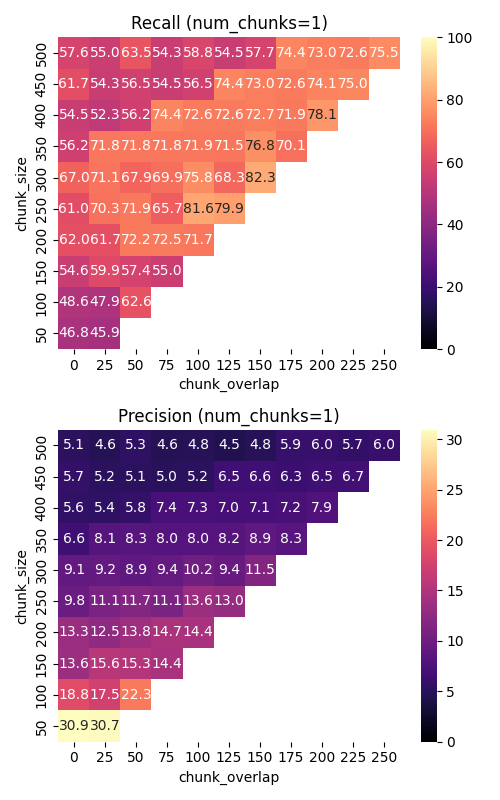 Recall (num_chunks=1)
chunk_size
500 57.6 55.0 63.5 54.3 58.8 54.5 57.7 74.4 73.0 72.6 75.5
450 61.7 54.3 56.5 54.5 56.5 74.4 73.0 72.6 74.1 75.0
400 54.5 52.3 56.2 74.4 72.6 72.6 72.7 71.9 78.1
350 56.2 71.8 71.8 71.8 71.9 71.5 76.8 70.1
300 67.0 71.1 67.9 69.9 75.8 68.3 82.3
250 61.0 70.3 71.9 65.7 81.6 79.9
200 62.0 61.7 72.2 72.5 71.7
150 54.6 59.9 57.4 55.0
100 48.6 47.9 62.6
50 46.8 45.9
0 25 50 75 100 125 150 175 200 225 250
chunk_overlap
100
80
60
40
20
0
Precision (num_chunks=1)
chunk_size
500 5.1 4.6 5.3 4.6 4.8 4.5 4.8 5.9 6.0 5.7 6.0
450 5.7 5.2 5.1 5.0 5.2 6.5 6.6 6.3 6.5 6.7
400 5.6 5.4 5.8 7.4 7.3 7.0 7.1 7.2 7.9
350 6.6 8.1 8.3 8.0 8.0 8.2 8.9 8.3
300 9.1 9.2 8.9 9.4 10.2 9.4 11.5
250 9.8 11.1 11.7 11.1 13.6 13.0
200 13.3 12.5 13.8 14.7 14.4
150 13.6 15.6 15.3 14.4
100 18.8 17.5 22.3
50 30.9 30.7
0 25 50 75 100 125 150 175 200 225 250
chunk_overlap
30
25
20
15
10
5
0